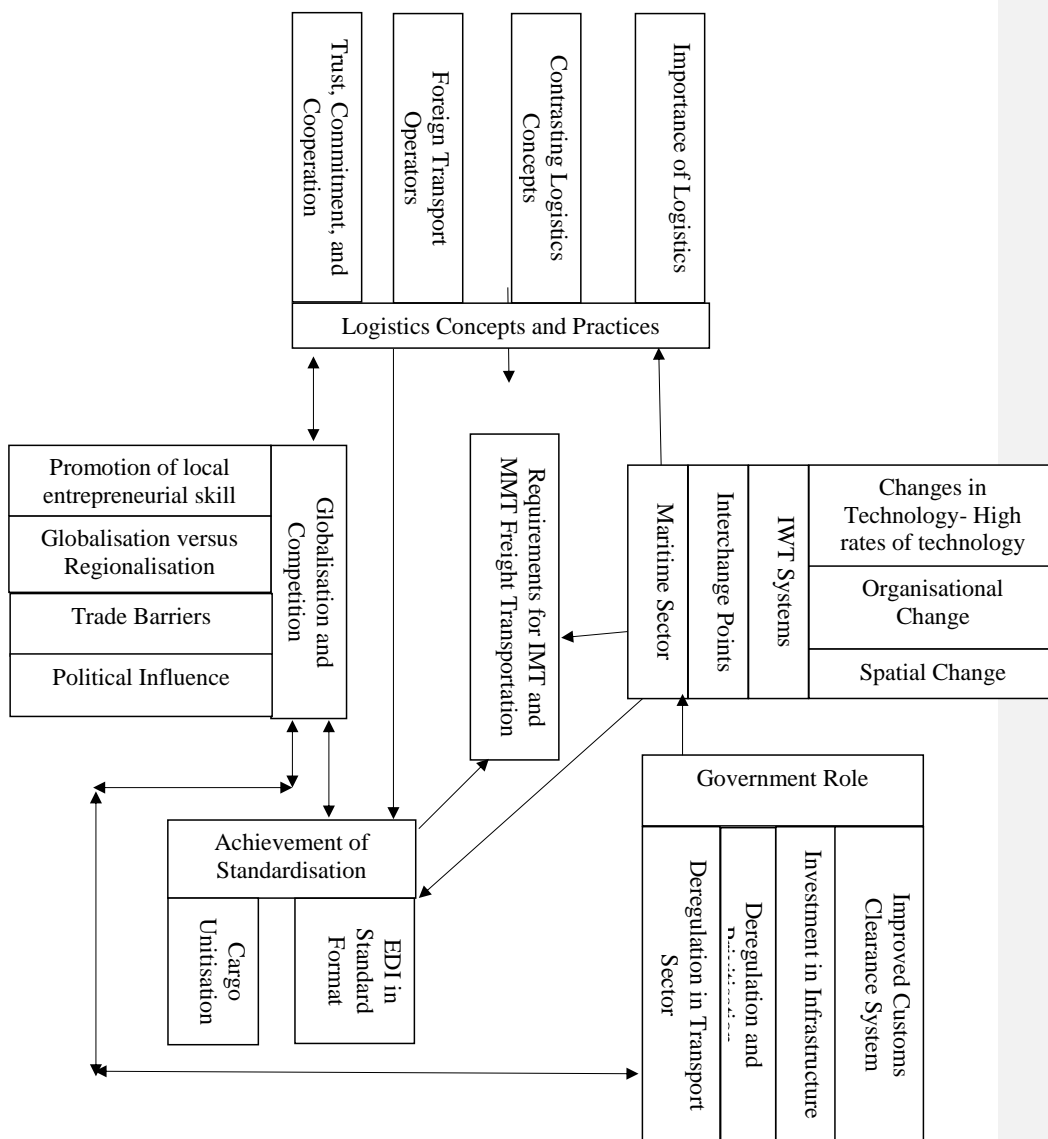 Trust, Commitment, and
Cooperation
Foreign Transport
Operators
Contrasting Logistics
Concepts
Importance of Logistics
Logistics Concepts and Practices
Promotion of local
entrepreneurial skill
Globalisation versus
Regionalisation
Trade Barriers
Political Influence
Globalisation and
Competition
Requirements for IMT and
MMT Freight Transportation
Maritime Sector
Interchange Points
IWT Systems
Changes in
Technology- High
rates of technology
Organisational
Change
Spatial Change
Government Role
Achievement of
Standardisation
Cargo
Unitisation
EDI in
Standard
Format
Deregulation in Transport
Sector
Deregulation and
Investment in Infrastructure
Improved Customs
Clearance System